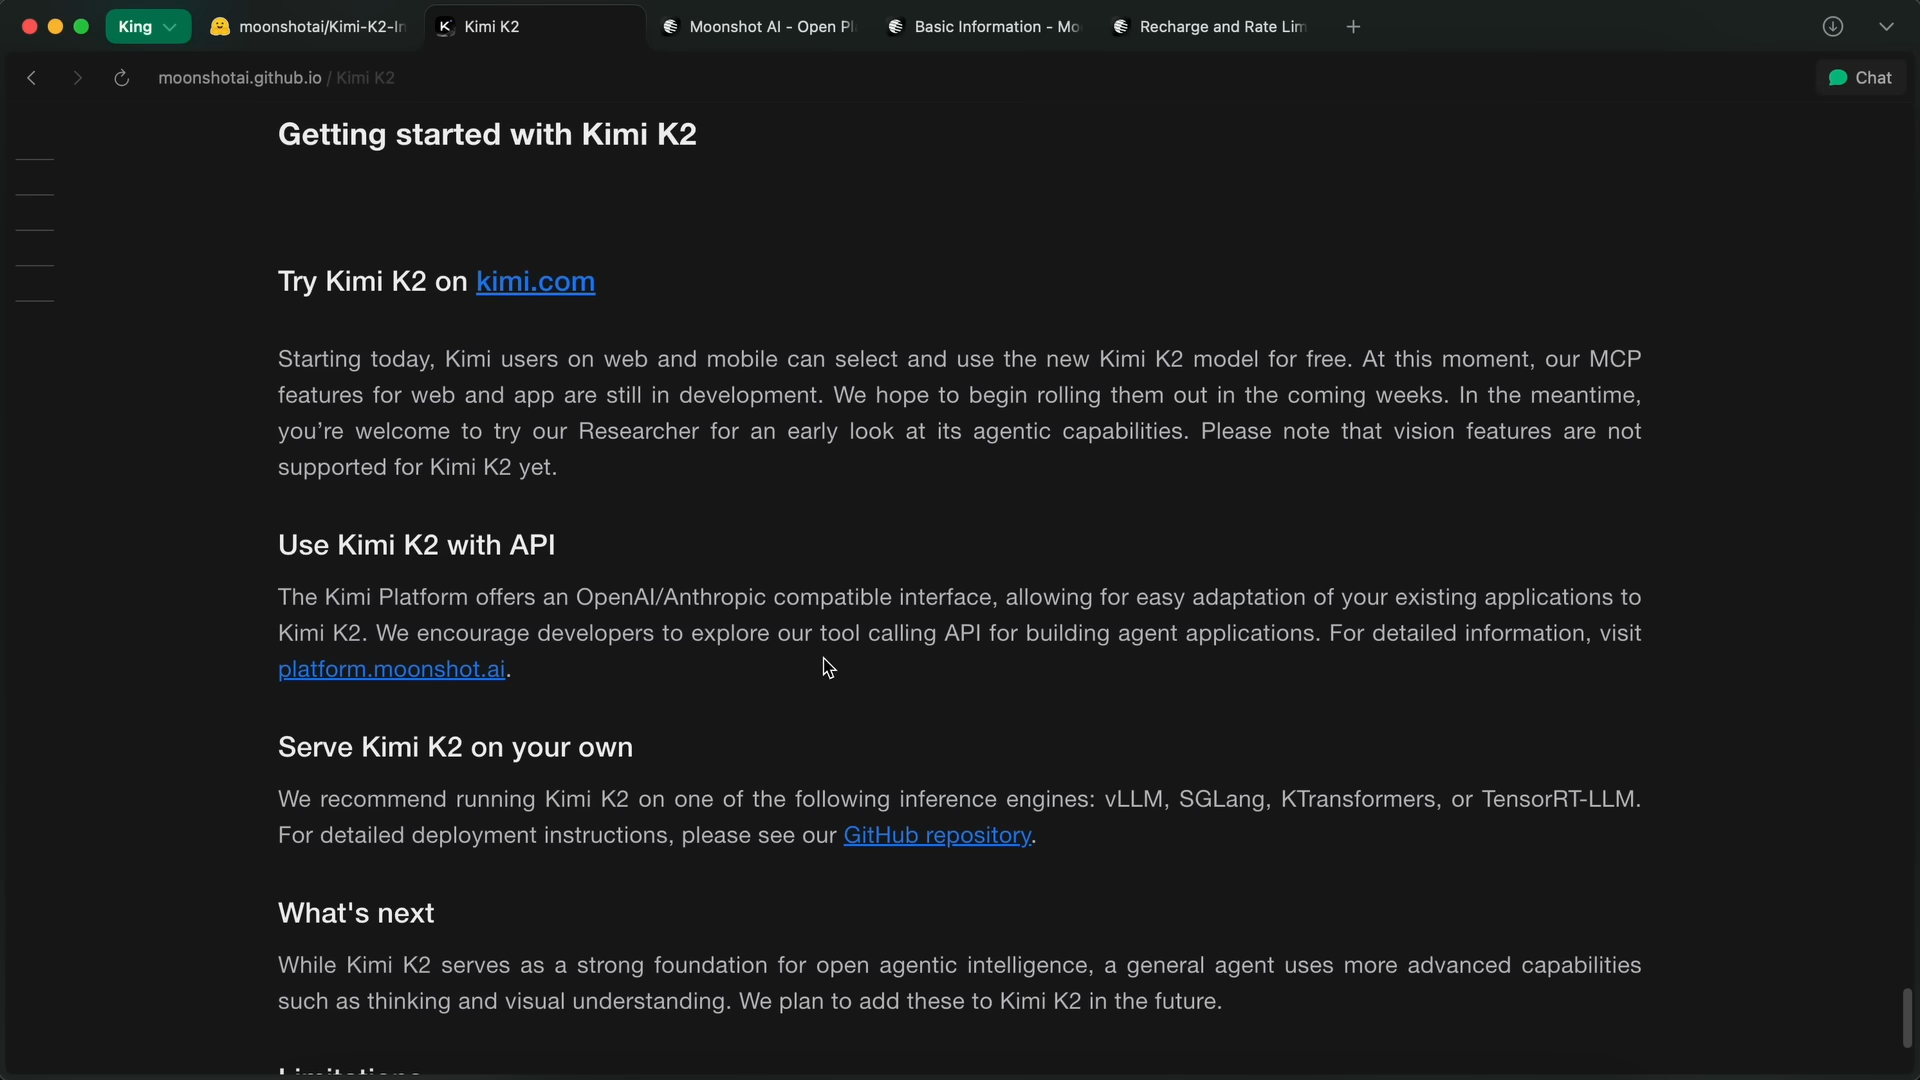 King
moonshotai/Kimi-K2-In
Kimi K2
Moonshot AI - Open Pl
Basic Information - Mo
Recharge and Rate Lim
moonshotai.github.io / Kimi K2
Chat
Getting started with Kimi K2
Try Kimi K2 on kimi.com
Starting today, Kimi users on web and mobile can select and use the new Kimi K2 model for free. At this moment, our MCP
features for web and app are still in development. We hope to begin rolling them out in the coming weeks. In the meantime,
you’re welcome to try our Researcher for an early look at its agentic capabilities. Please note that vision features are not
supported for Kimi K2 yet.
Use Kimi K2 with API
The Kimi Platform offers an OpenAI/Anthropic compatible interface, allowing for easy adaptation of your existing applications to
Kimi K2. We encourage developers to explore our tool calling API for building agent applications. For detailed information, visit
platform.moonshot.ai.
Serve Kimi K2 on your own
We recommend running Kimi K2 on one of the following inference engines: vLLM, SGLang, KTransformers, or TensorRT-LLM.
For detailed deployment instructions, please see our GitHub repository.
What's next
While Kimi K2 serves as a strong foundation for open agentic intelligence, a general agent uses more advanced capabilities
such as thinking and visual understanding. We plan to add these to Kimi K2 in the future.
Limitations